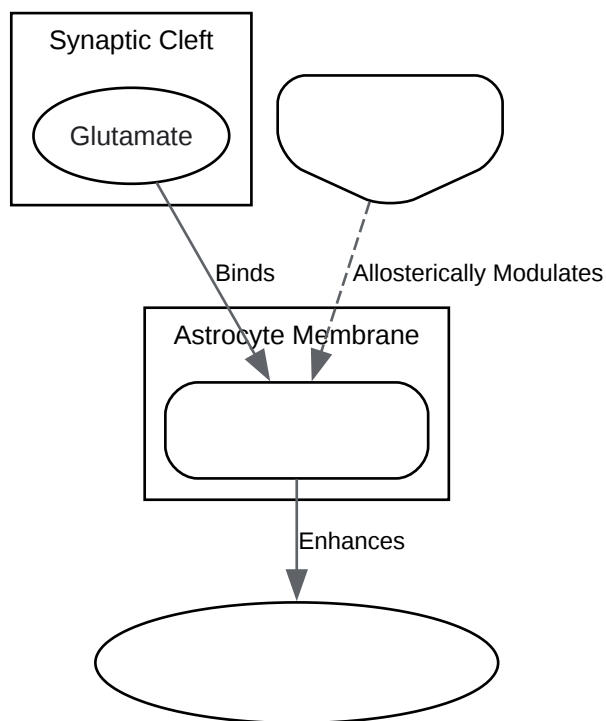 Synaptic Cleft
Glutamate
Binds
Allosterically Modulates
Astrocyte Membrane
Enhances